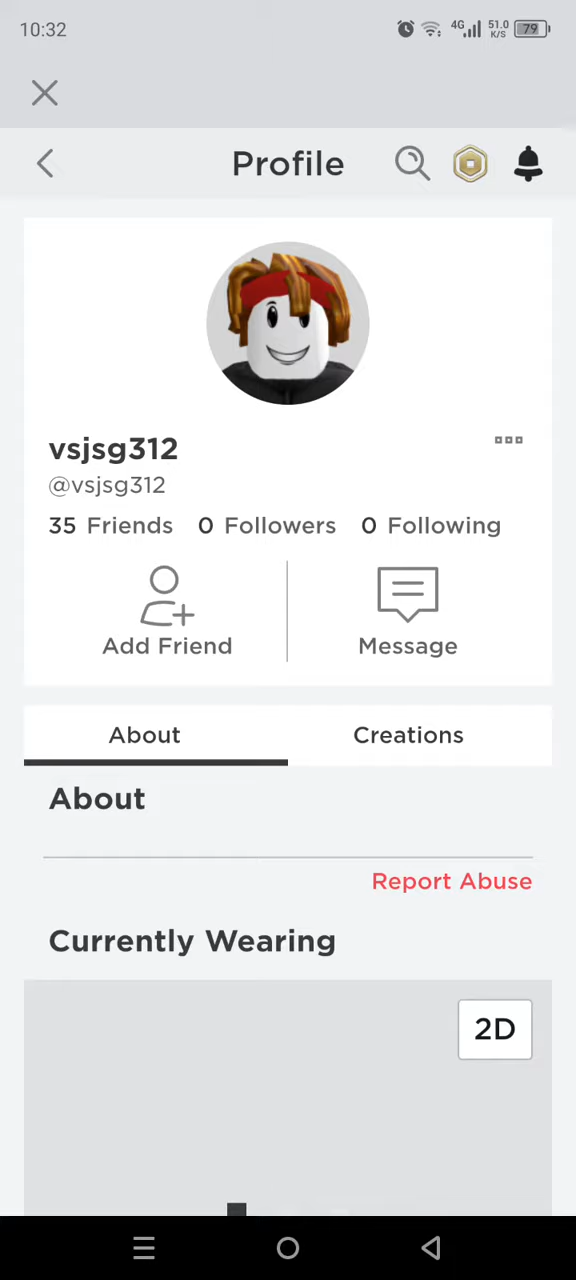 10:32
4G 51.0 K/S 79
Profile
vsjsg312
@vsjsg312
35 Friends 0 Followers 0 Following
Add Friend Message
About Creations
About
Report Abuse
Currently Wearing
2D